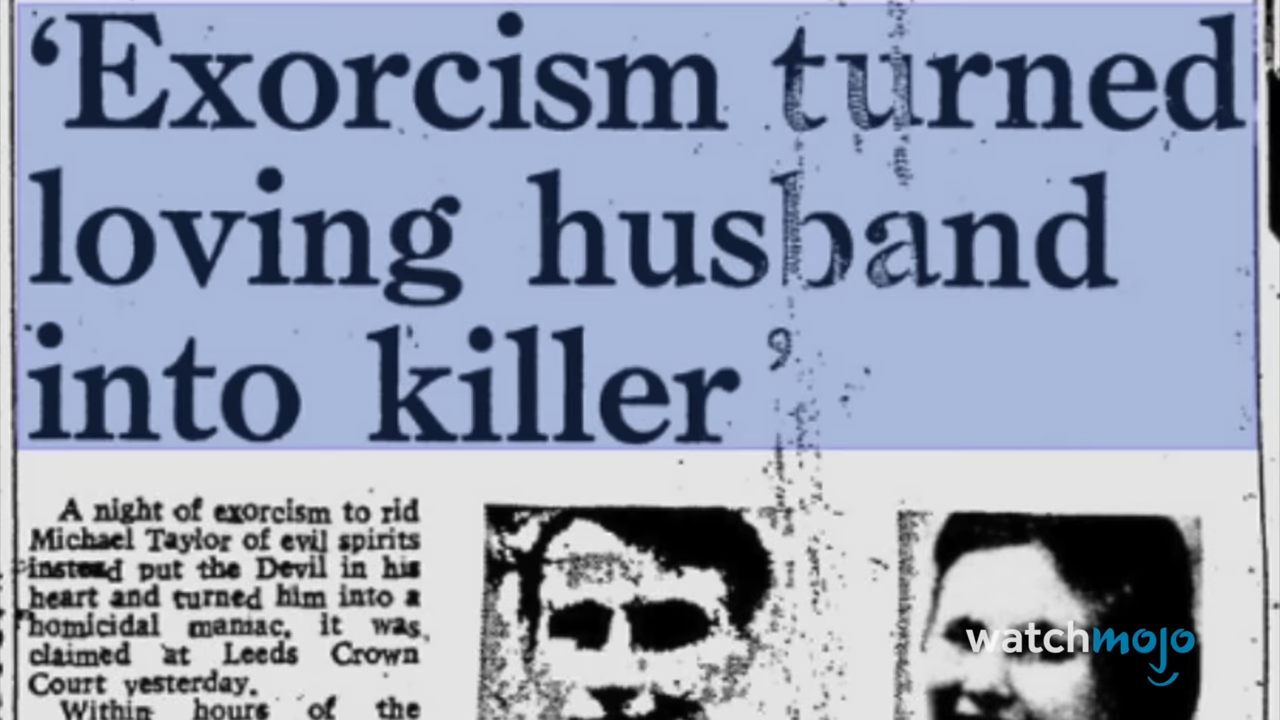 ‘Exorcism turned
loving husband
into killer’
A night of exorcism to rid
Michael Taylor of evil spirits
instead put the Devil in his
heart and turned him into a
homicidal maniac, it was
claimed at Leeds Crown
Court yesterday.
Within hours of the
watchmojo